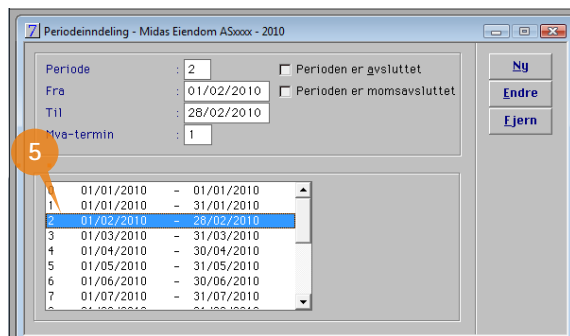 7 Periodeinndeling - Midas Eiendom ASxxxx - 2010
Periode : 2 Perioden er avsluttet
Fra : 01/02/2010 Perioden er momsavsluttet
Til : 28/02/2010
Mva-termin : 1
Ny
Endre
Fjern
5
0 01/01/2010 - 01/01/2010
1 01/01/2010 - 31/01/2010
2 01/02/2010 - 28/02/2010
3 01/03/2010 - 31/03/2010
4 01/04/2010 - 30/04/2010
5 01/05/2010 - 31/05/2010
6 01/06/2010 - 30/06/2010
7 01/07/2010 - 31/07/2010